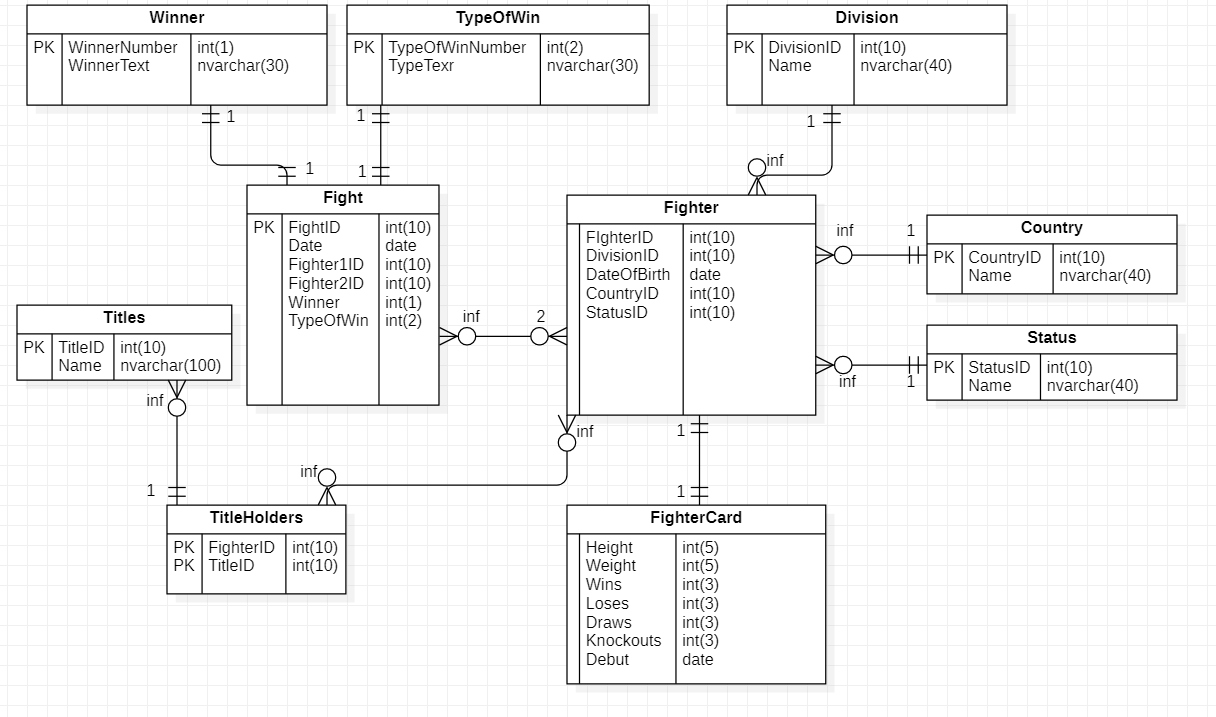 Winner
PK WinnerNumber int(1)
WinnerText nvarchar(30)
TypeOfWin
PK TypeOfWinNumber int(2)
TypeTexr nvarchar(30)
Division
PK DivisionID int(10)
Name nvarchar(40)
1
1
1
1
1
inf
Fight
PK FightID int(10)
Date date
Fighter1ID int(10)
Fighter2ID int(10)
Winner int(1)
TypeOfWin int(2)
Fighter
FIghterID int(10)
DivisionID int(10)
DateOfBirth date
CountryID int(10)
StatusID int(10)
inf 1
Country
PK CountryID int(10)
Name nvarchar(40)
inf 2
Titles
PK TitleID int(10)
Name nvarchar(100)
Status
PK StatusID int(10)
Name nvarchar(40)
inf 1
inf
inf
1
inf
1
1
TitleHolders
PK FighterID int(10)
PK TitleID int(10)
FighterCard
Height int(5)
Weight int(5)
Wins int(3)
Loses int(3)
Draws int(3)
Knockouts int(3)
Debut date